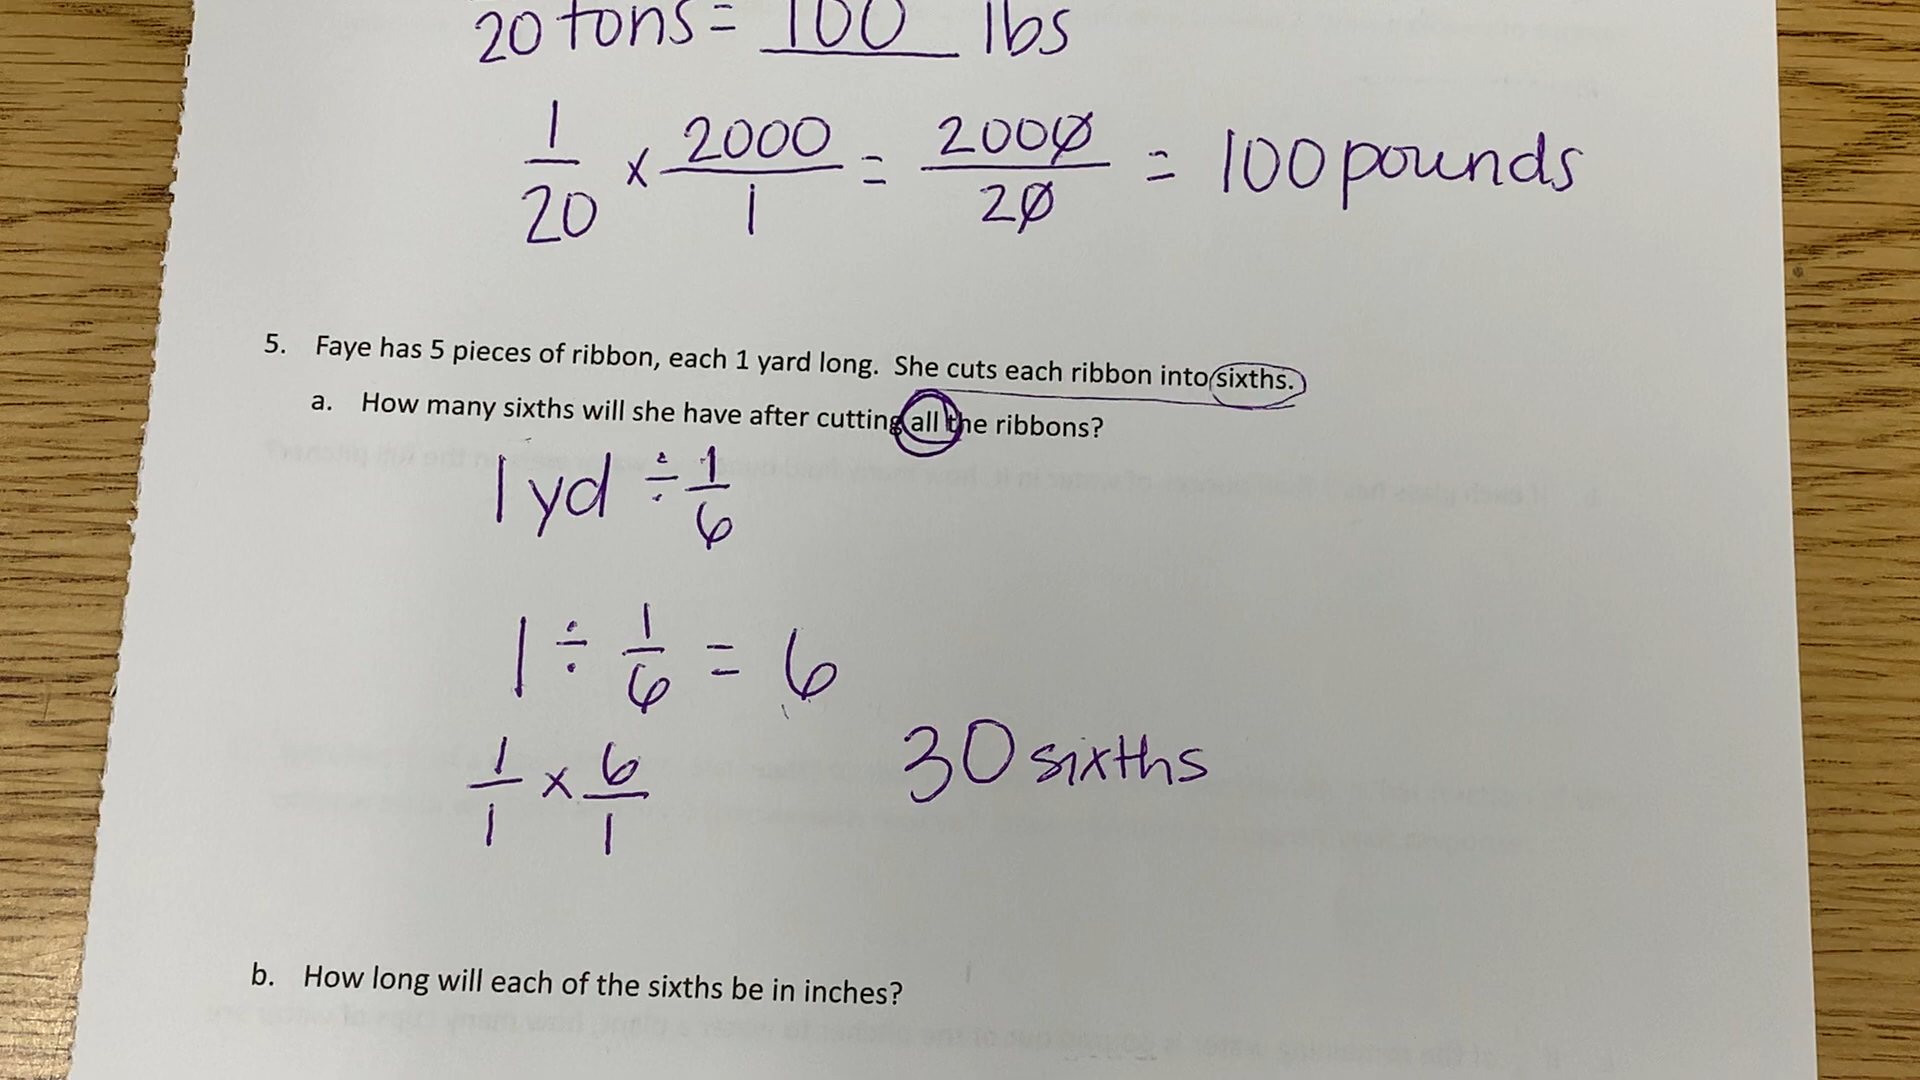 20 tons = 100 lbs
1/20 × 2000/1 = 2000/20 = 100 pounds
5. Faye has 5 pieces of ribbon, each 1 yard long. She cuts each ribbon into sixths.
a. How many sixths will she have after cutting all the ribbons?
1 yd ÷ 1/6
1 ÷ 1/6 = 6
1/1 × 6/1
30 sixths
b. How long will each of the sixths be in inches?